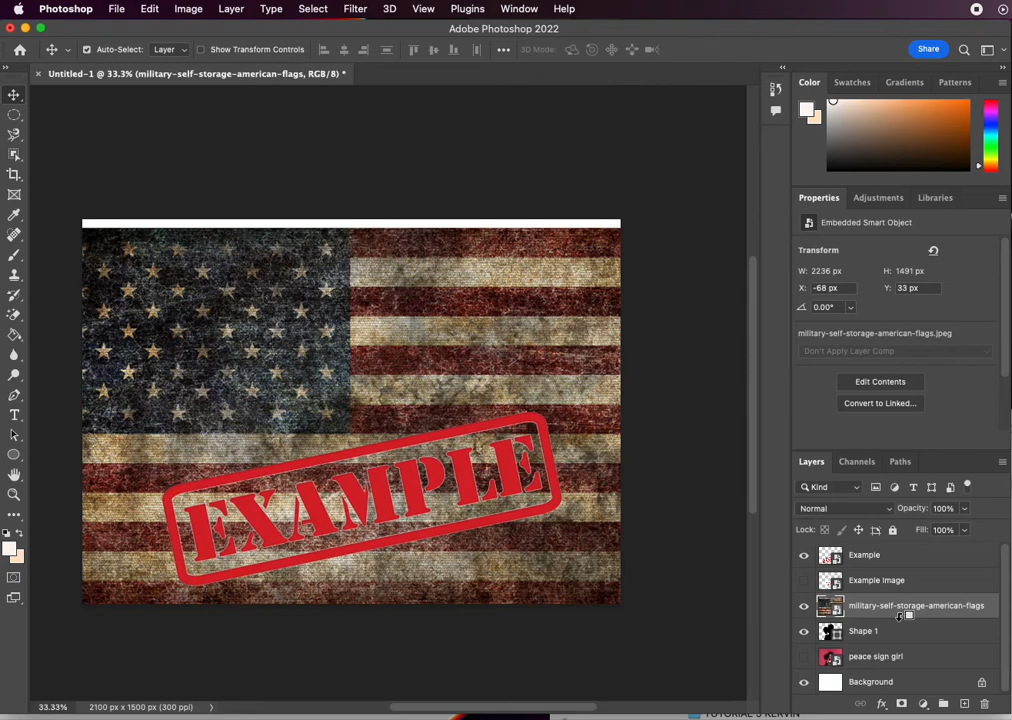 Photoshop File Edit Image Layer Type Select Filter 3D View Plugins Window Help
Adobe Photoshop 2022
Auto-Select: Layer Show Transform Controls 3D Mode: Share
Untitled-1 @ 33.3% (military-self-storage-american-flags, RGB/8) *
Color Swatches Gradients Patterns
Properties Adjustments Libraries
Embedded Smart Object
Transform
W: 2236 px H: 1491 px
X: -68 px Y: 33 px
0.00°
military-self-storage-american-flags.jpeg
Don't Apply Layer Comp
Edit Contents
Convert to Linked...
EXAMPLE
Layers Channels Paths
Kind
Normal Opacity: 100%
Lock: Fill: 100%
Example
Example Image
military-self-storage-american-flags
Shape 1
peace sign girl
Background
33.33% 2100 px x 1500 px (300 ppi)
TUTORIAL'S KERVIN